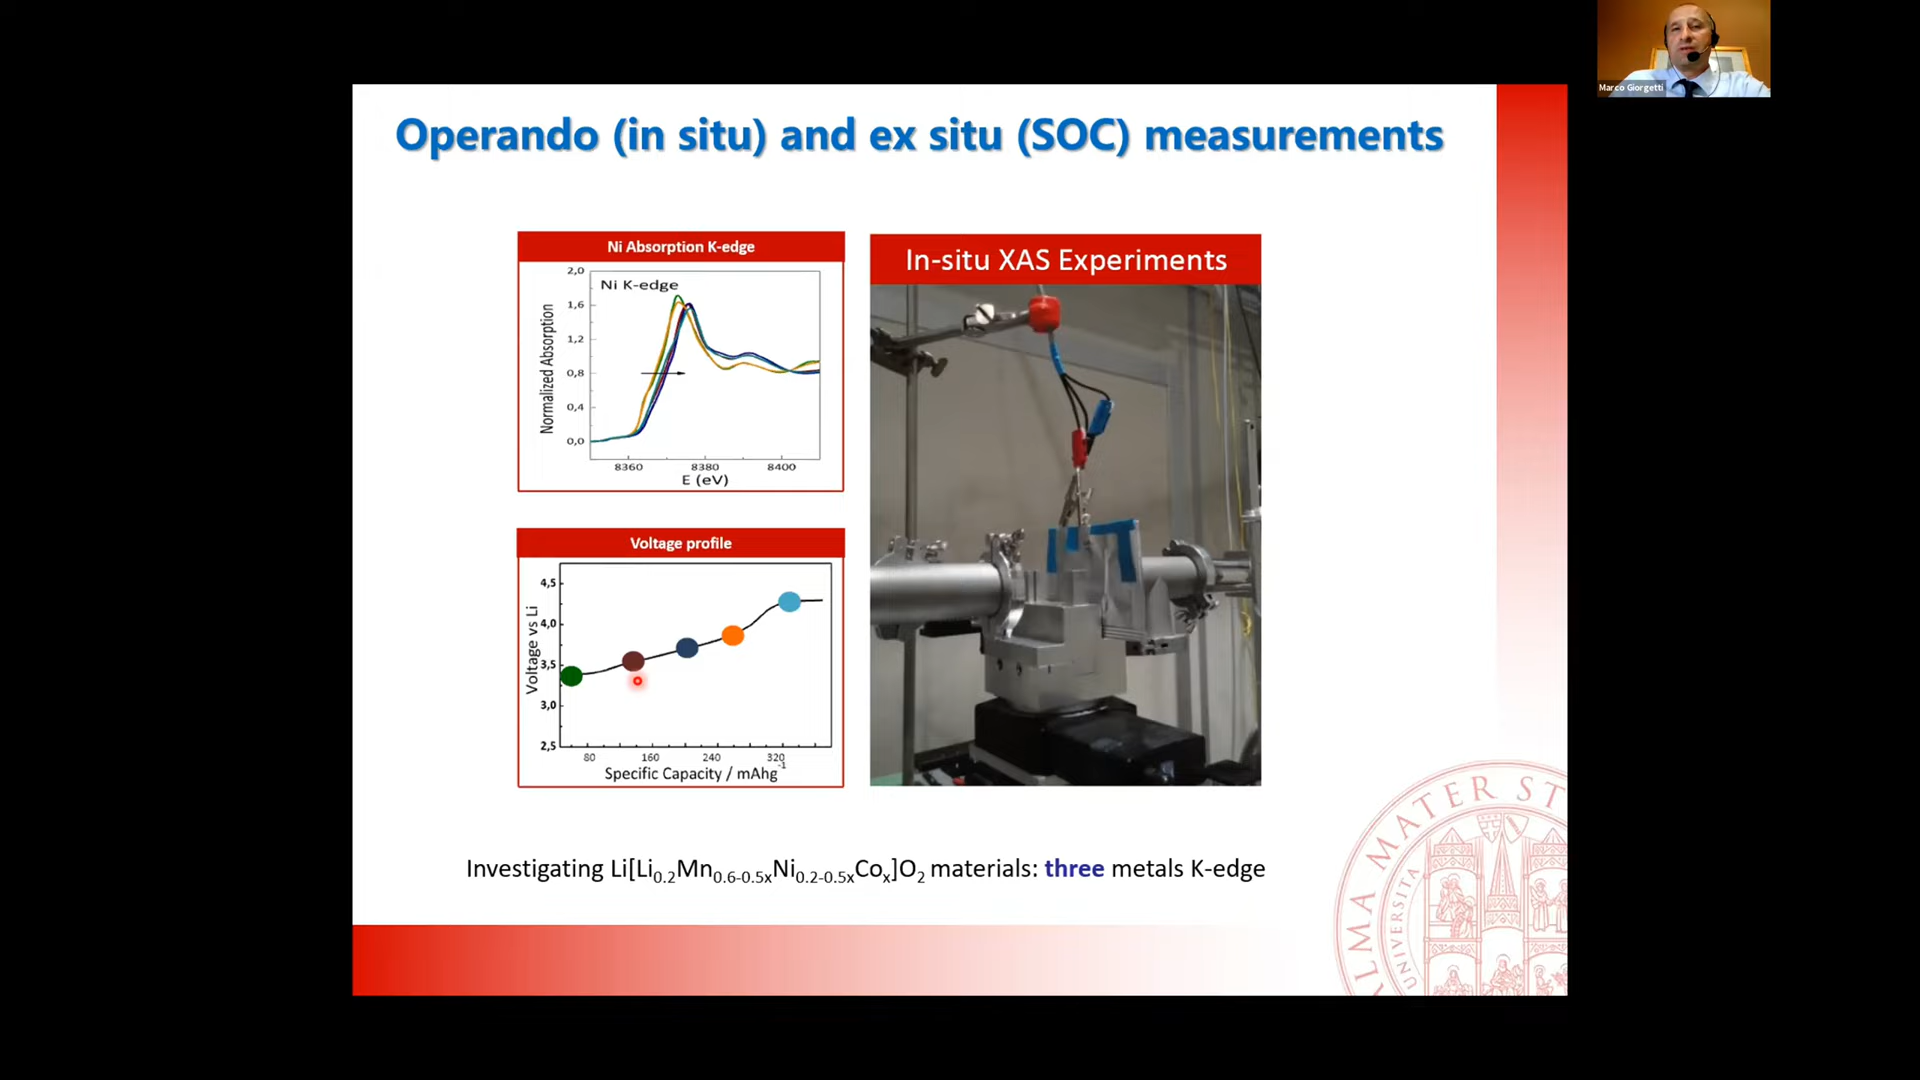 Marco Giorgetti
Operando (in situ) and ex situ (SOC) measurements
Ni Absorption K-edge
Ni K-edge
Normalized Absorption
2,0
1,6
1,2
0,8
0,4
0,0
8360 8380 8400
E (eV)
Voltage profile
Voltage vs Li
4,5
4,0
3,5
3,0
2,5
80 160 240 320
Specific Capacity / mAhg-1
In-situ XAS Experiments
Investigating Li[Li0.2Mn0.6-0.5xNi0.2-0.5xCox]O2 materials: three metals K-edge
ALMA MATER ST
UNIVERSITA